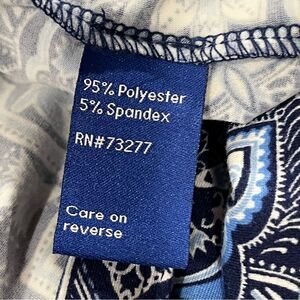 95% Polyester
5% Spandex
RN#73277
Care on
reverse